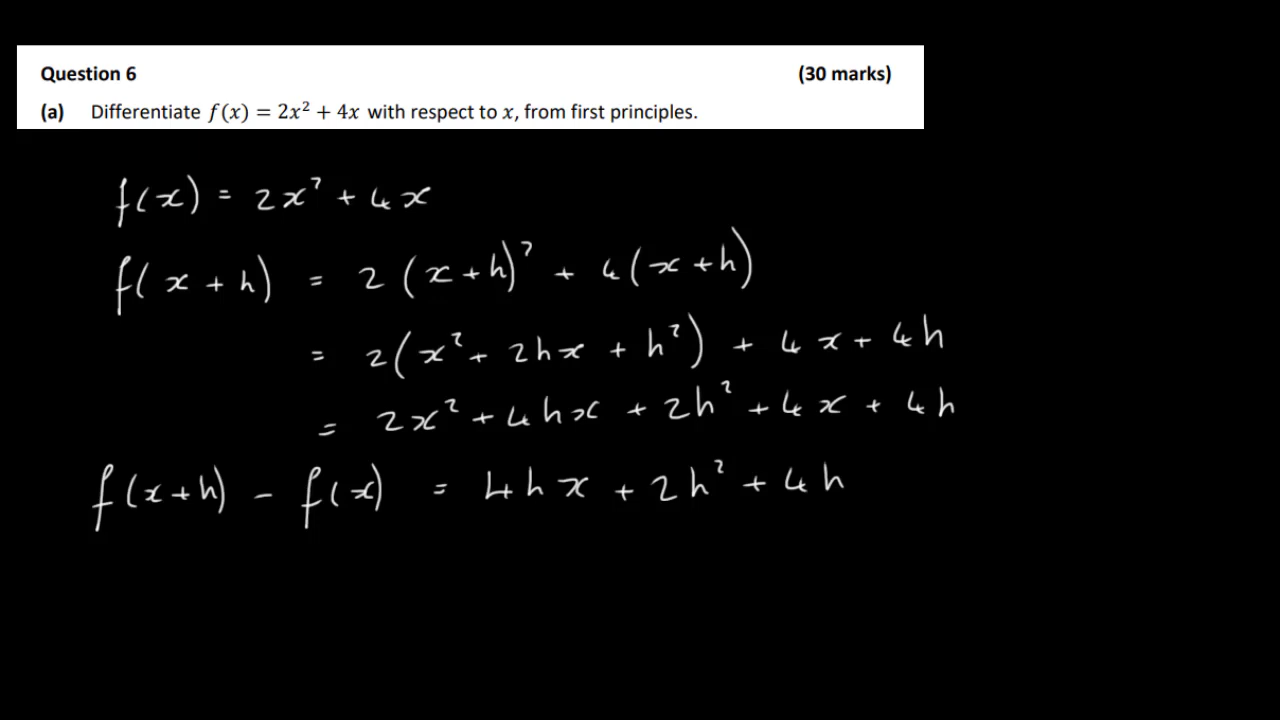 Question 6 (30 marks)
(a) Differentiate f(x) = 2x² + 4x with respect to x, from first principles.
f(x) = 2x² + 4x
f(x + h) = 2(x+h)² + 4(x+h)
= 2(x² + 2hx + h²) + 4x + 4h
= 2x² + 4hx + 2h² + 4x + 4h
f(x+h) - f(x) = 4hx + 2h² + 4h